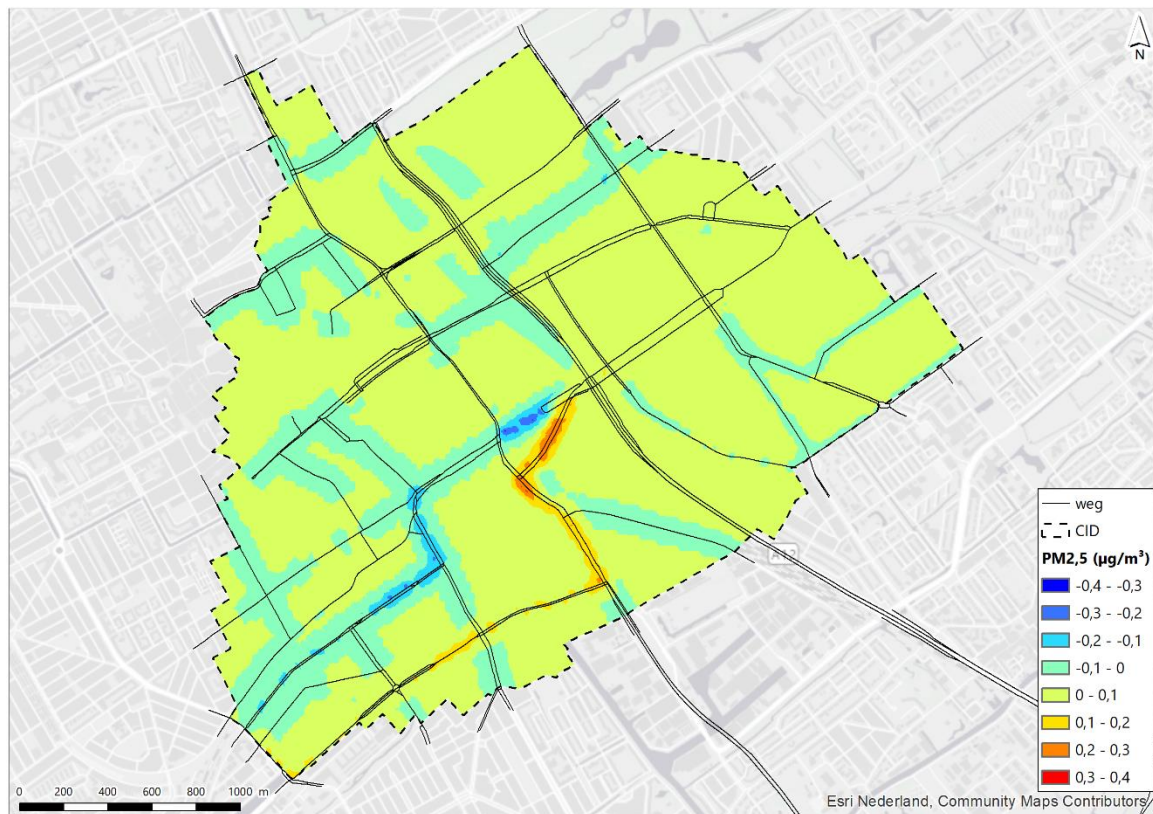 N
A12
weg
CID
PM2,5 (µg/m³)
-0,4 - -0,3
-0,3 - -0,2
-0,2 - -0,1
-0,1 - 0
0 - 0,1
0,1 - 0,2
0,2 - 0,3
0,3 - 0,4
0 200 400 600 800 1000 m
Esri Nederland, Community Maps Contributors